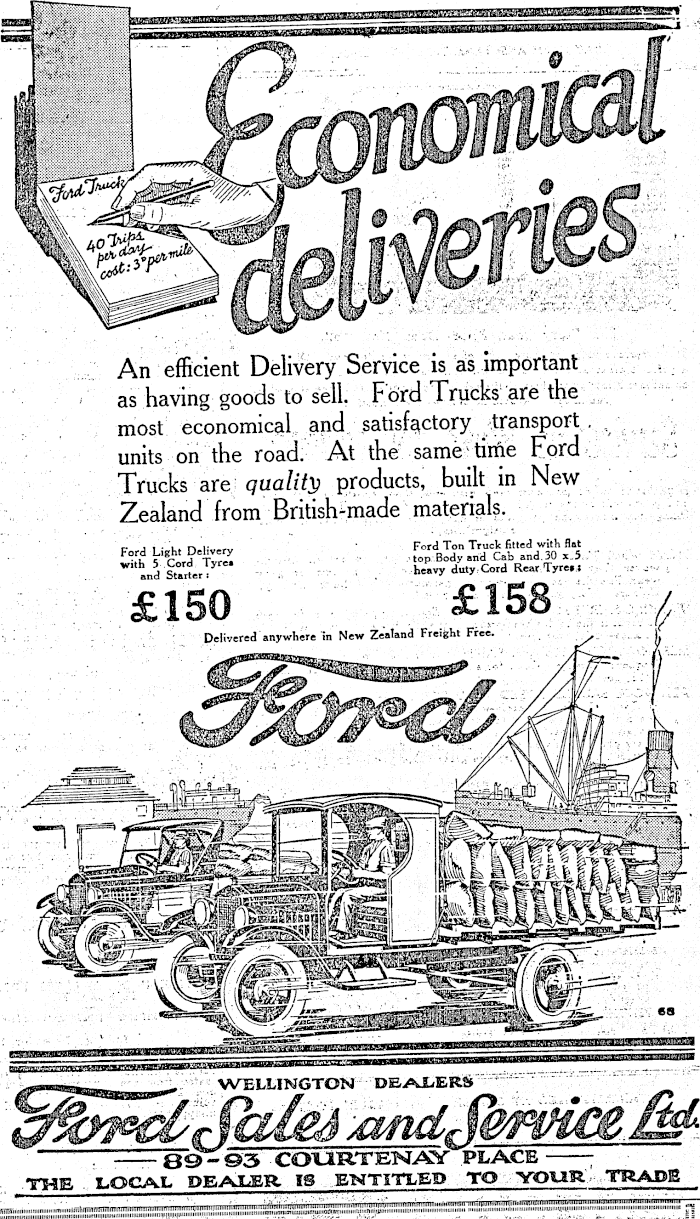 Economical
deliveries
Ford Truck
40 Trips
per day
cost: 3ᴰ per mile
An efficient Delivery Service is as important
as having goods to sell. Ford Trucks are the
most economical and satisfactory transport
units on the road. At the same time Ford
Trucks are quality products, built in New
Zealand from British-made materials.
Ford Light Delivery
with 5 Cord Tyres
and Starter:
£150
Ford Ton Truck fitted with flat
top Body and Cab and 30 x 5
heavy duty Cord Rear Tyres:
£158
Delivered anywhere in New Zealand Freight Free.
Ford
68
WELLINGTON DEALERS
Ford Sales and Service Ltd.
89-93 COURTENAY PLACE
THE LOCAL DEALER IS ENTITLED TO YOUR TRADE